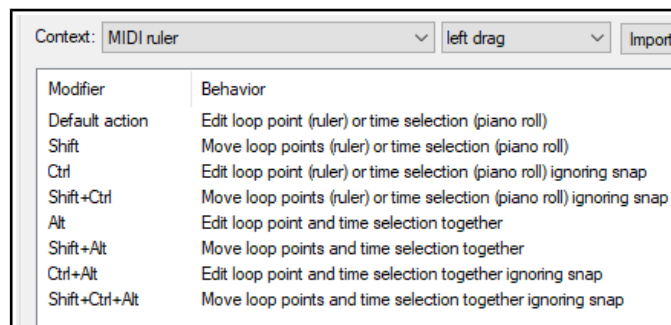 Context: MIDI ruler left drag Import
Modifier Behavior
Default action Edit loop point (ruler) or time selection (piano roll)
Shift Move loop points (ruler) or time selection (piano roll)
Ctrl Edit loop point (ruler) or time selection (piano roll) ignoring snap
Shift+Ctrl Move loop points (ruler) or time selection (piano roll) ignoring snap
Alt Edit loop point and time selection together
Shift+Alt Move loop points and time selection together
Ctrl+Alt Edit loop point and time selection together ignoring snap
Shift+Ctrl+Alt Move loop points and time selection together ignoring snap